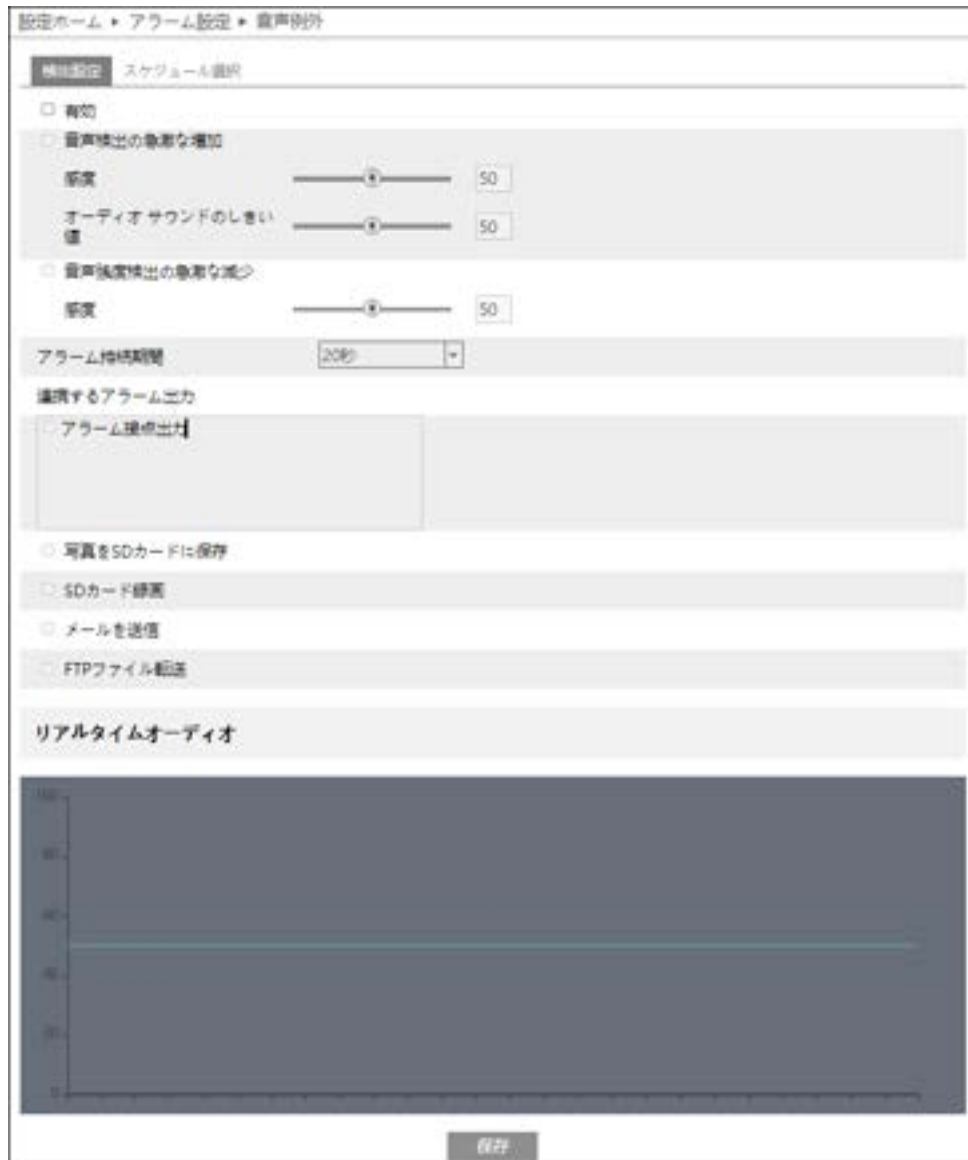 設定ホーム ▸ アラーム設定 ▸ 音声例外
検出設定 スケジュール選択
有効
音声検出の急激な増加
感度 50
オーディオ サウンドのしきい
値 50
音声強度検出の急激な減少
感度 50
アラーム持続期間 20秒
連携するアラーム出力
アラーム接点出力
写真をSDカードに保存
SDカード録画
メールを送信
FTPファイル転送
リアルタイムオーディオ
100
80
60
40
20
0
保存